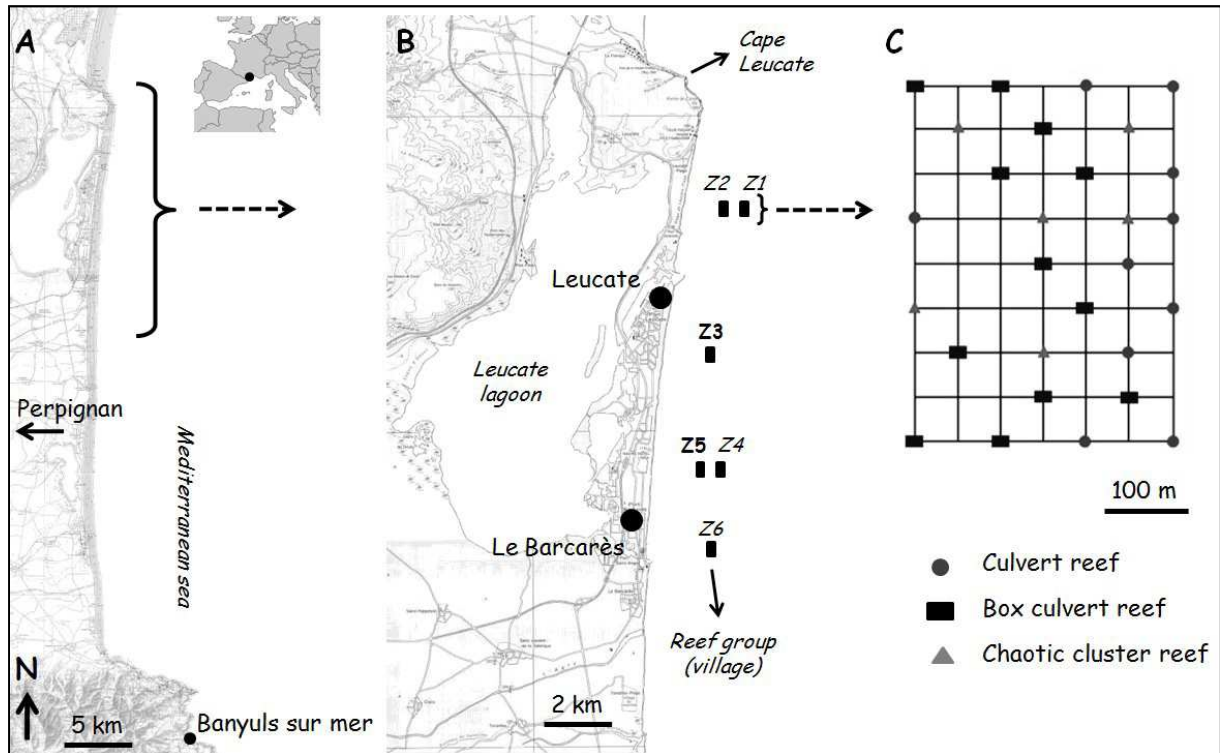 A
Perpignan
Mediterranean sea
N
5 km
Banyuls sur mer
B
Cape
Leucate
Z2 Z1
Leucate
Z3
Leucate
lagoon
Z5 Z4
Le Barcarès
Z6
Reef group
(village)
2 km
C
100 m
Culvert reef
Box culvert reef
Chaotic cluster reef